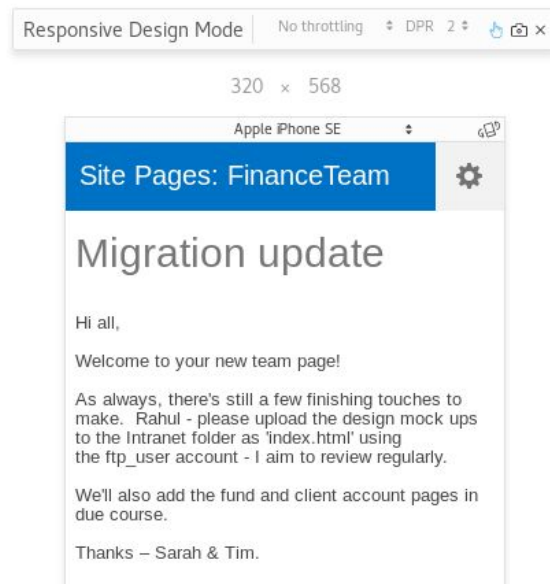 Responsive Design Mode No throttling DPR 2
320 × 568
Apple iPhone SE
Site Pages: FinanceTeam
Migration update
Hi all,
Welcome to your new team page!
As always, there's still a few finishing touches to
make.  Rahul - please upload the design mock ups
to the Intranet folder as 'index.html' using
the ftp_user account - I aim to review regularly.
We'll also add the fund and client account pages in
due course.
Thanks – Sarah & Tim.